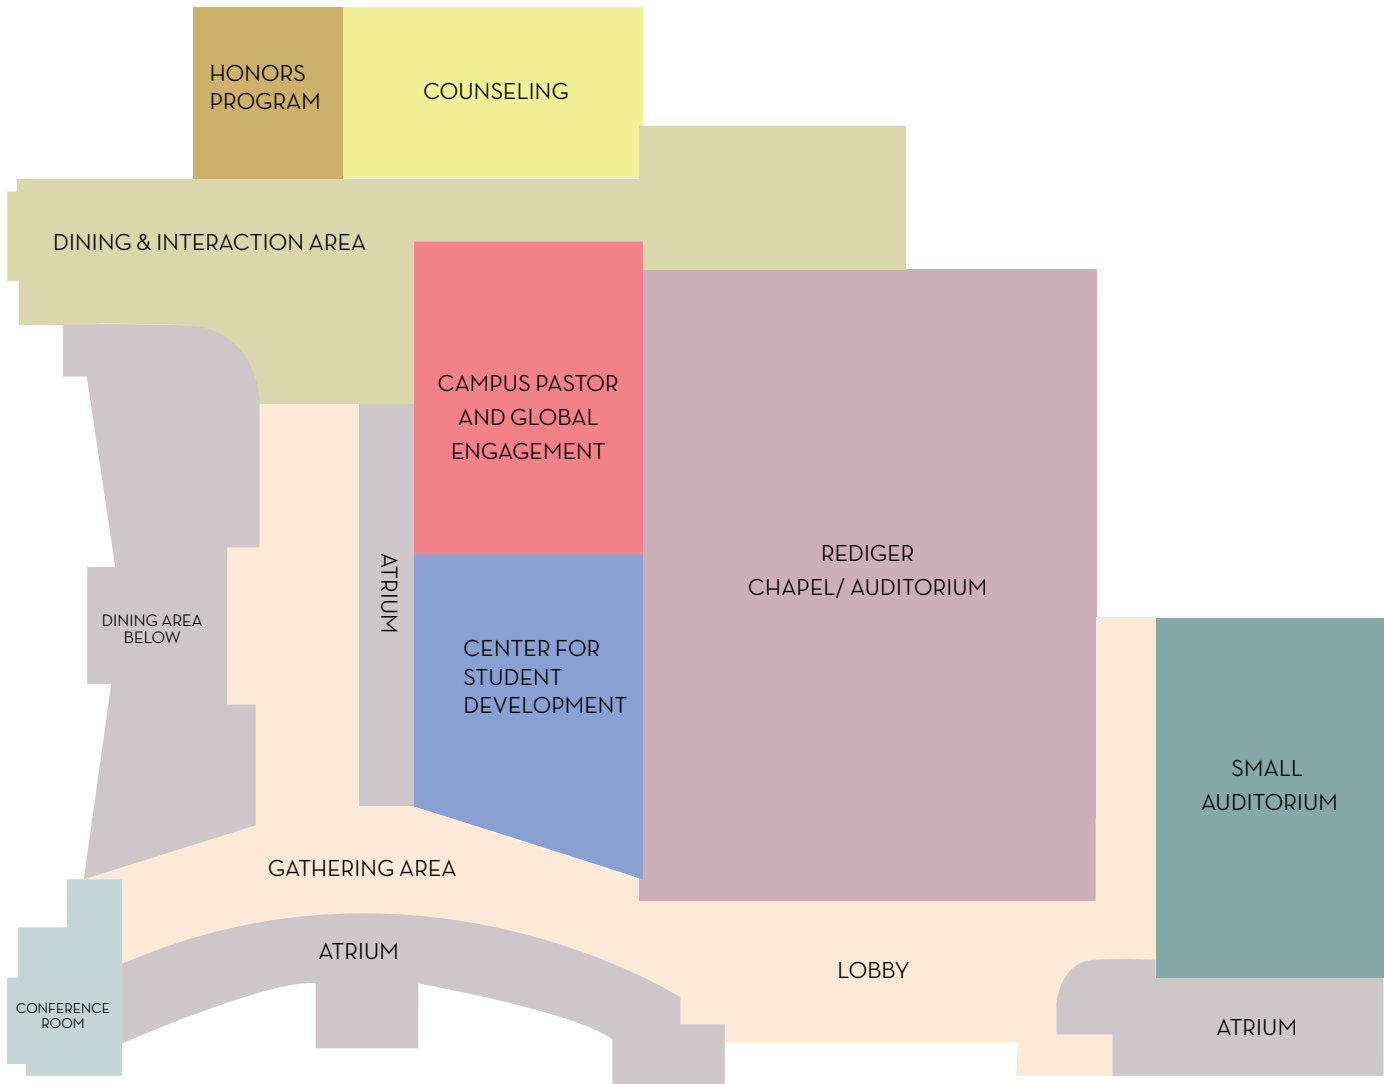 HONORS
PROGRAM
COUNSELING
DINING & INTERACTION AREA
CAMPUS PASTOR
AND GLOBAL
ENGAGEMENT
ATRIUM
REDIGER
CHAPEL/ AUDITORIUM
DINING AREA
BELOW
CENTER FOR
STUDENT
DEVELOPMENT
SMALL
AUDITORIUM
GATHERING AREA
ATRIUM
LOBBY
CONFERENCE
ROOM
ATRIUM